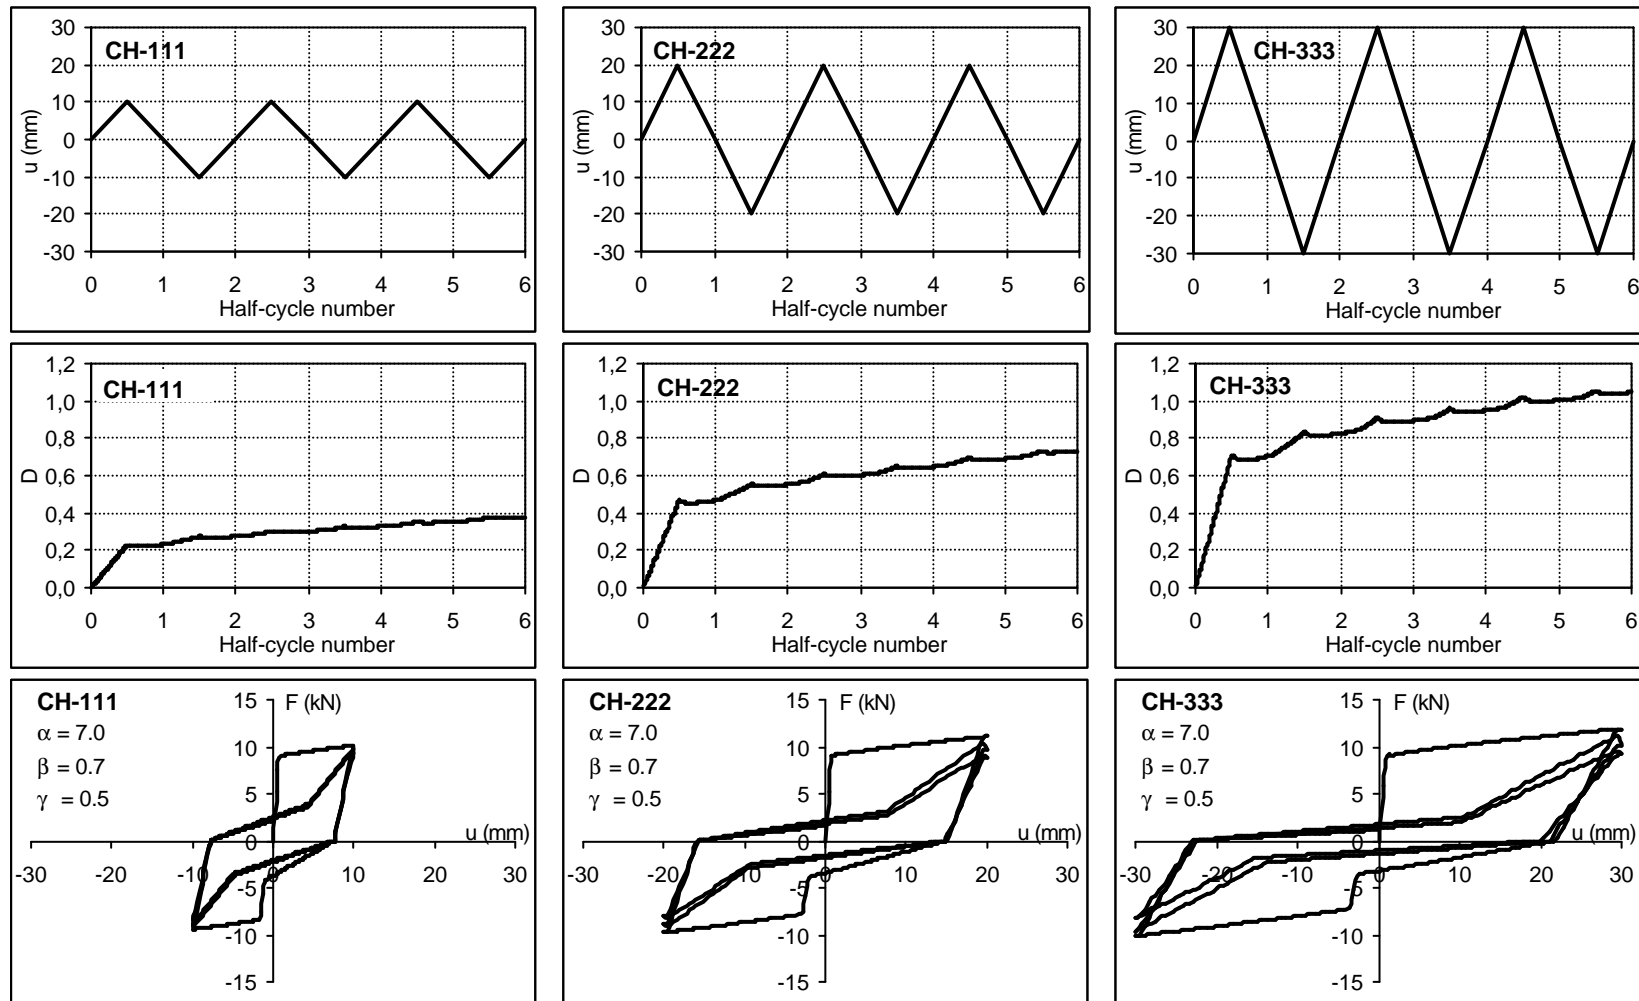 CH-111
30
20
10
0
-10
-20
-30
u (mm)
0 1 2 3 4 5 6
Half-cycle number
CH-222
30
20
10
0
-10
-20
-30
u (mm)
0 1 2 3 4 5 6
Half-cycle number
CH-333
30
20
10
0
-10
-20
-30
u (mm)
0 1 2 3 4 5 6
Half-cycle number
CH-111
1,2
1,0
0,8
0,6
0,4
0,2
0,0
D
0 1 2 3 4 5 6
Half-cycle number
CH-222
1,2
1,0
0,8
0,6
0,4
0,2
0,0
D
0 1 2 3 4 5 6
Half-cycle number
CH-333
1,2
1,0
0,8
0,6
0,4
0,2
0,0
D
0 1 2 3 4 5 6
Half-cycle number
CH-111
α = 7.0
β = 0.7
γ = 0.5
F (kN)
15
10
5
0
-5
-10
-15
u (mm)
-30 -20 -10 0 10 20 30
CH-222
α = 7.0
β = 0.7
γ = 0.5
F (kN)
15
10
5
0
-5
-10
-15
u (mm)
-30 -20 -10 0 10 20 30
CH-333
α = 7.0
β = 0.7
γ = 0.5
F (kN)
15
10
5
0
-5
-10
-15
u (mm)
-30 -20 -10 0 10 20 30